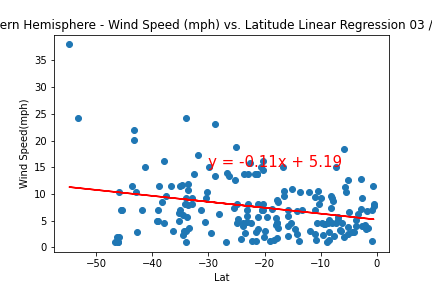 ern Hemisphere - Wind Speed (mph) vs. Latitude Linear Regression 03 /
35
30
25
20
15
10
5
0
Wind Speed(mph)
y = -0.11x + 5.19
−50 −40 −30 −20 −10 0
Lat